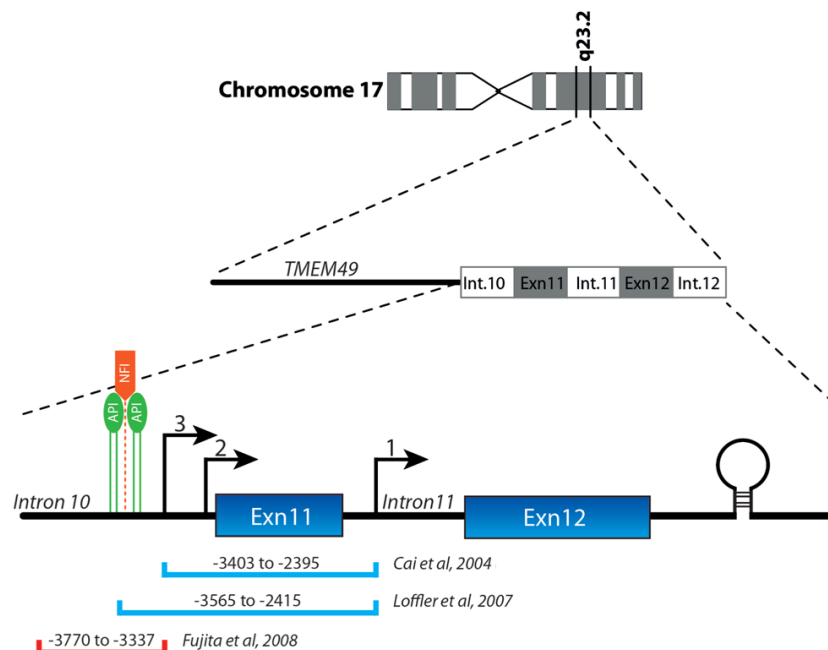 q23.2
Chromosome 17
TMEM49
Int.10 Exn11 Int.11 Exn12 Int.12
NFI
API API
3
2
1
Intron 10
Intron11
Exn11
Exn12
-3403 to -2395 Cai et al, 2004
-3565 to -2415 Loffler et al, 2007
-3770 to -3337 Fujita et al, 2008